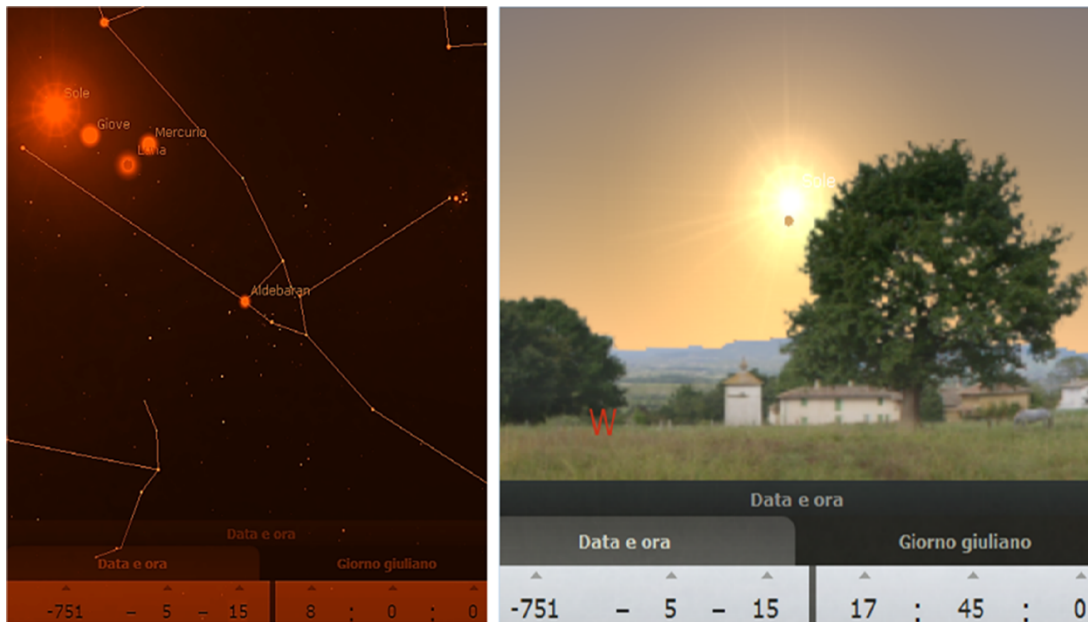 Sole
Giove
Mercurio
Luna
Aldebaran
Data e ora
Data e ora
Giorno giuliano
-751 - 5 - 15
8 : 0 : 0
Sole
W
Data e ora
Data e ora
Giorno giuliano
-751 - 5 - 15
17 : 45 : 0